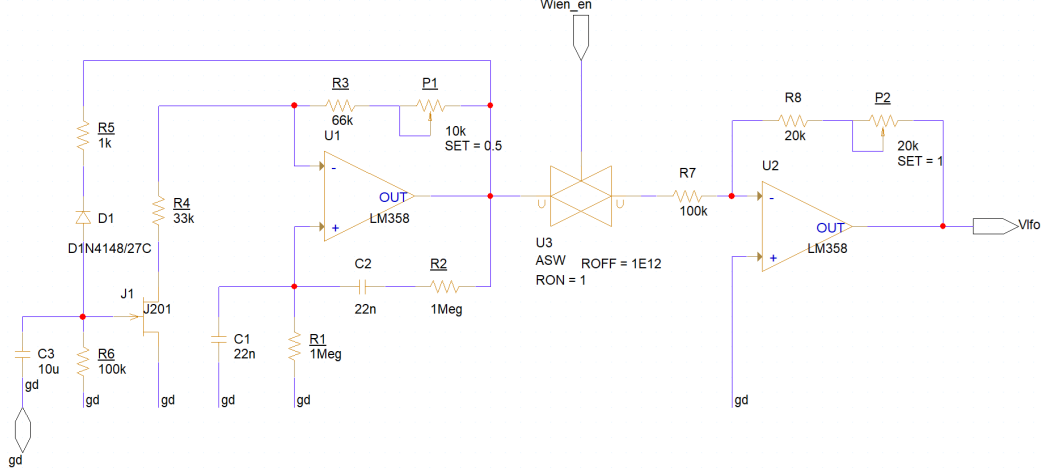 Wien_en
R3
P1
66k
10k
SET = 0.5
R5
1k
U1
-
OUT
+
LM358
R4
33k
D1
D1N4148/27C
R8
20k
P2
20k
SET = 1
U2
R7
100k
-
OUT
+
LM358
Vlfo
U
U
U3
ASW
ROFF = 1E12
RON = 1
C2
22n
R2
1Meg
J1
J201
C3
10u
R6
100k
C1
22n
R1
1Meg
gd
gd
gd
gd
gd
gd
gd